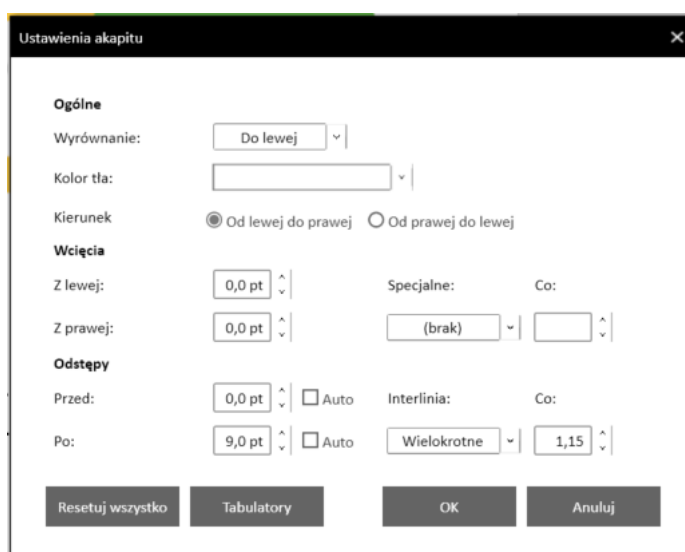 Ustawienia akapitu
Ogólne
Wyrównanie: Do lewej
Kolor tła:
Kierunek Od lewej do prawej Od prawej do lewej
Wcięcia
Z lewej: 0,0 pt Specjalne: Co:
Z prawej: 0,0 pt (brak)
Odstępy
Przed: 0,0 pt Auto Interlinia: Co:
Po: 9,0 pt Auto Wielokrotne 1,15
Resetuj wszystko Tabulatory OK Anuluj